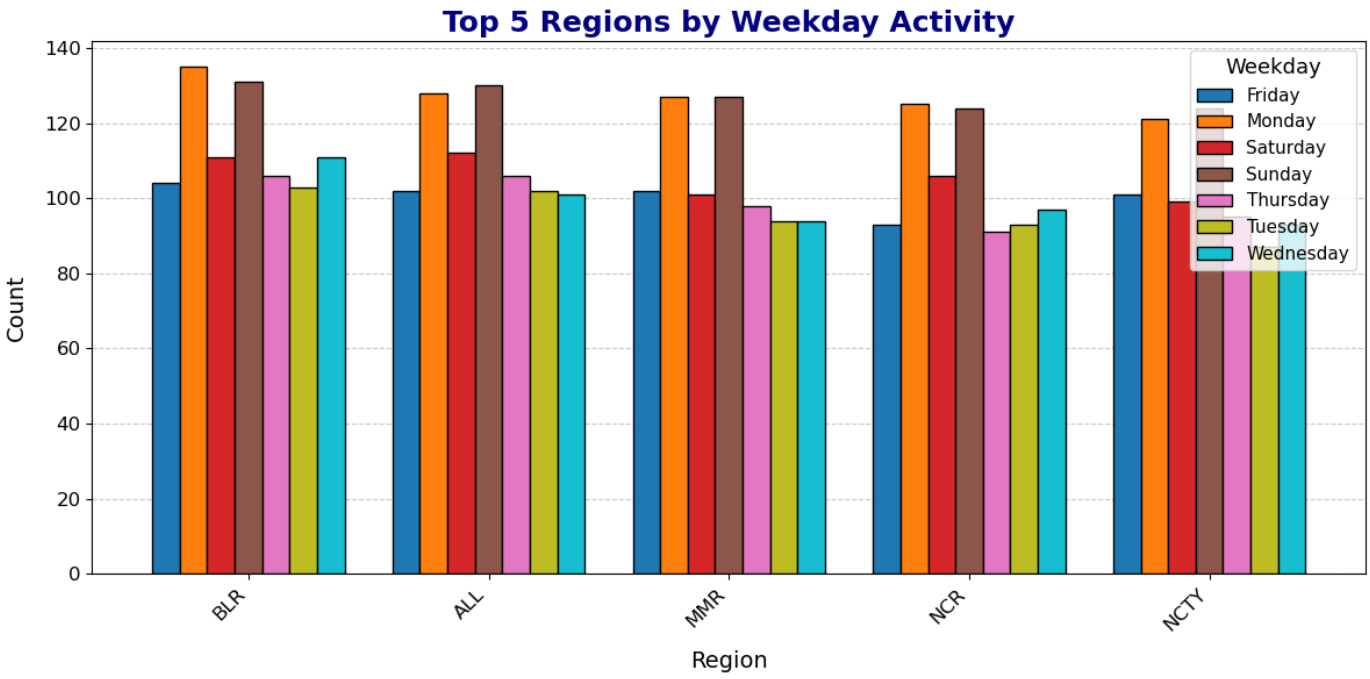 Top 5 Regions by Weekday Activity
140
120
100
80
60
40
20
0
Count
Weekday
Friday
Monday
Saturday
Sunday
Thursday
Tuesday
Wednesday
BLR
ALL
MMR
NCR
NCTY
Region